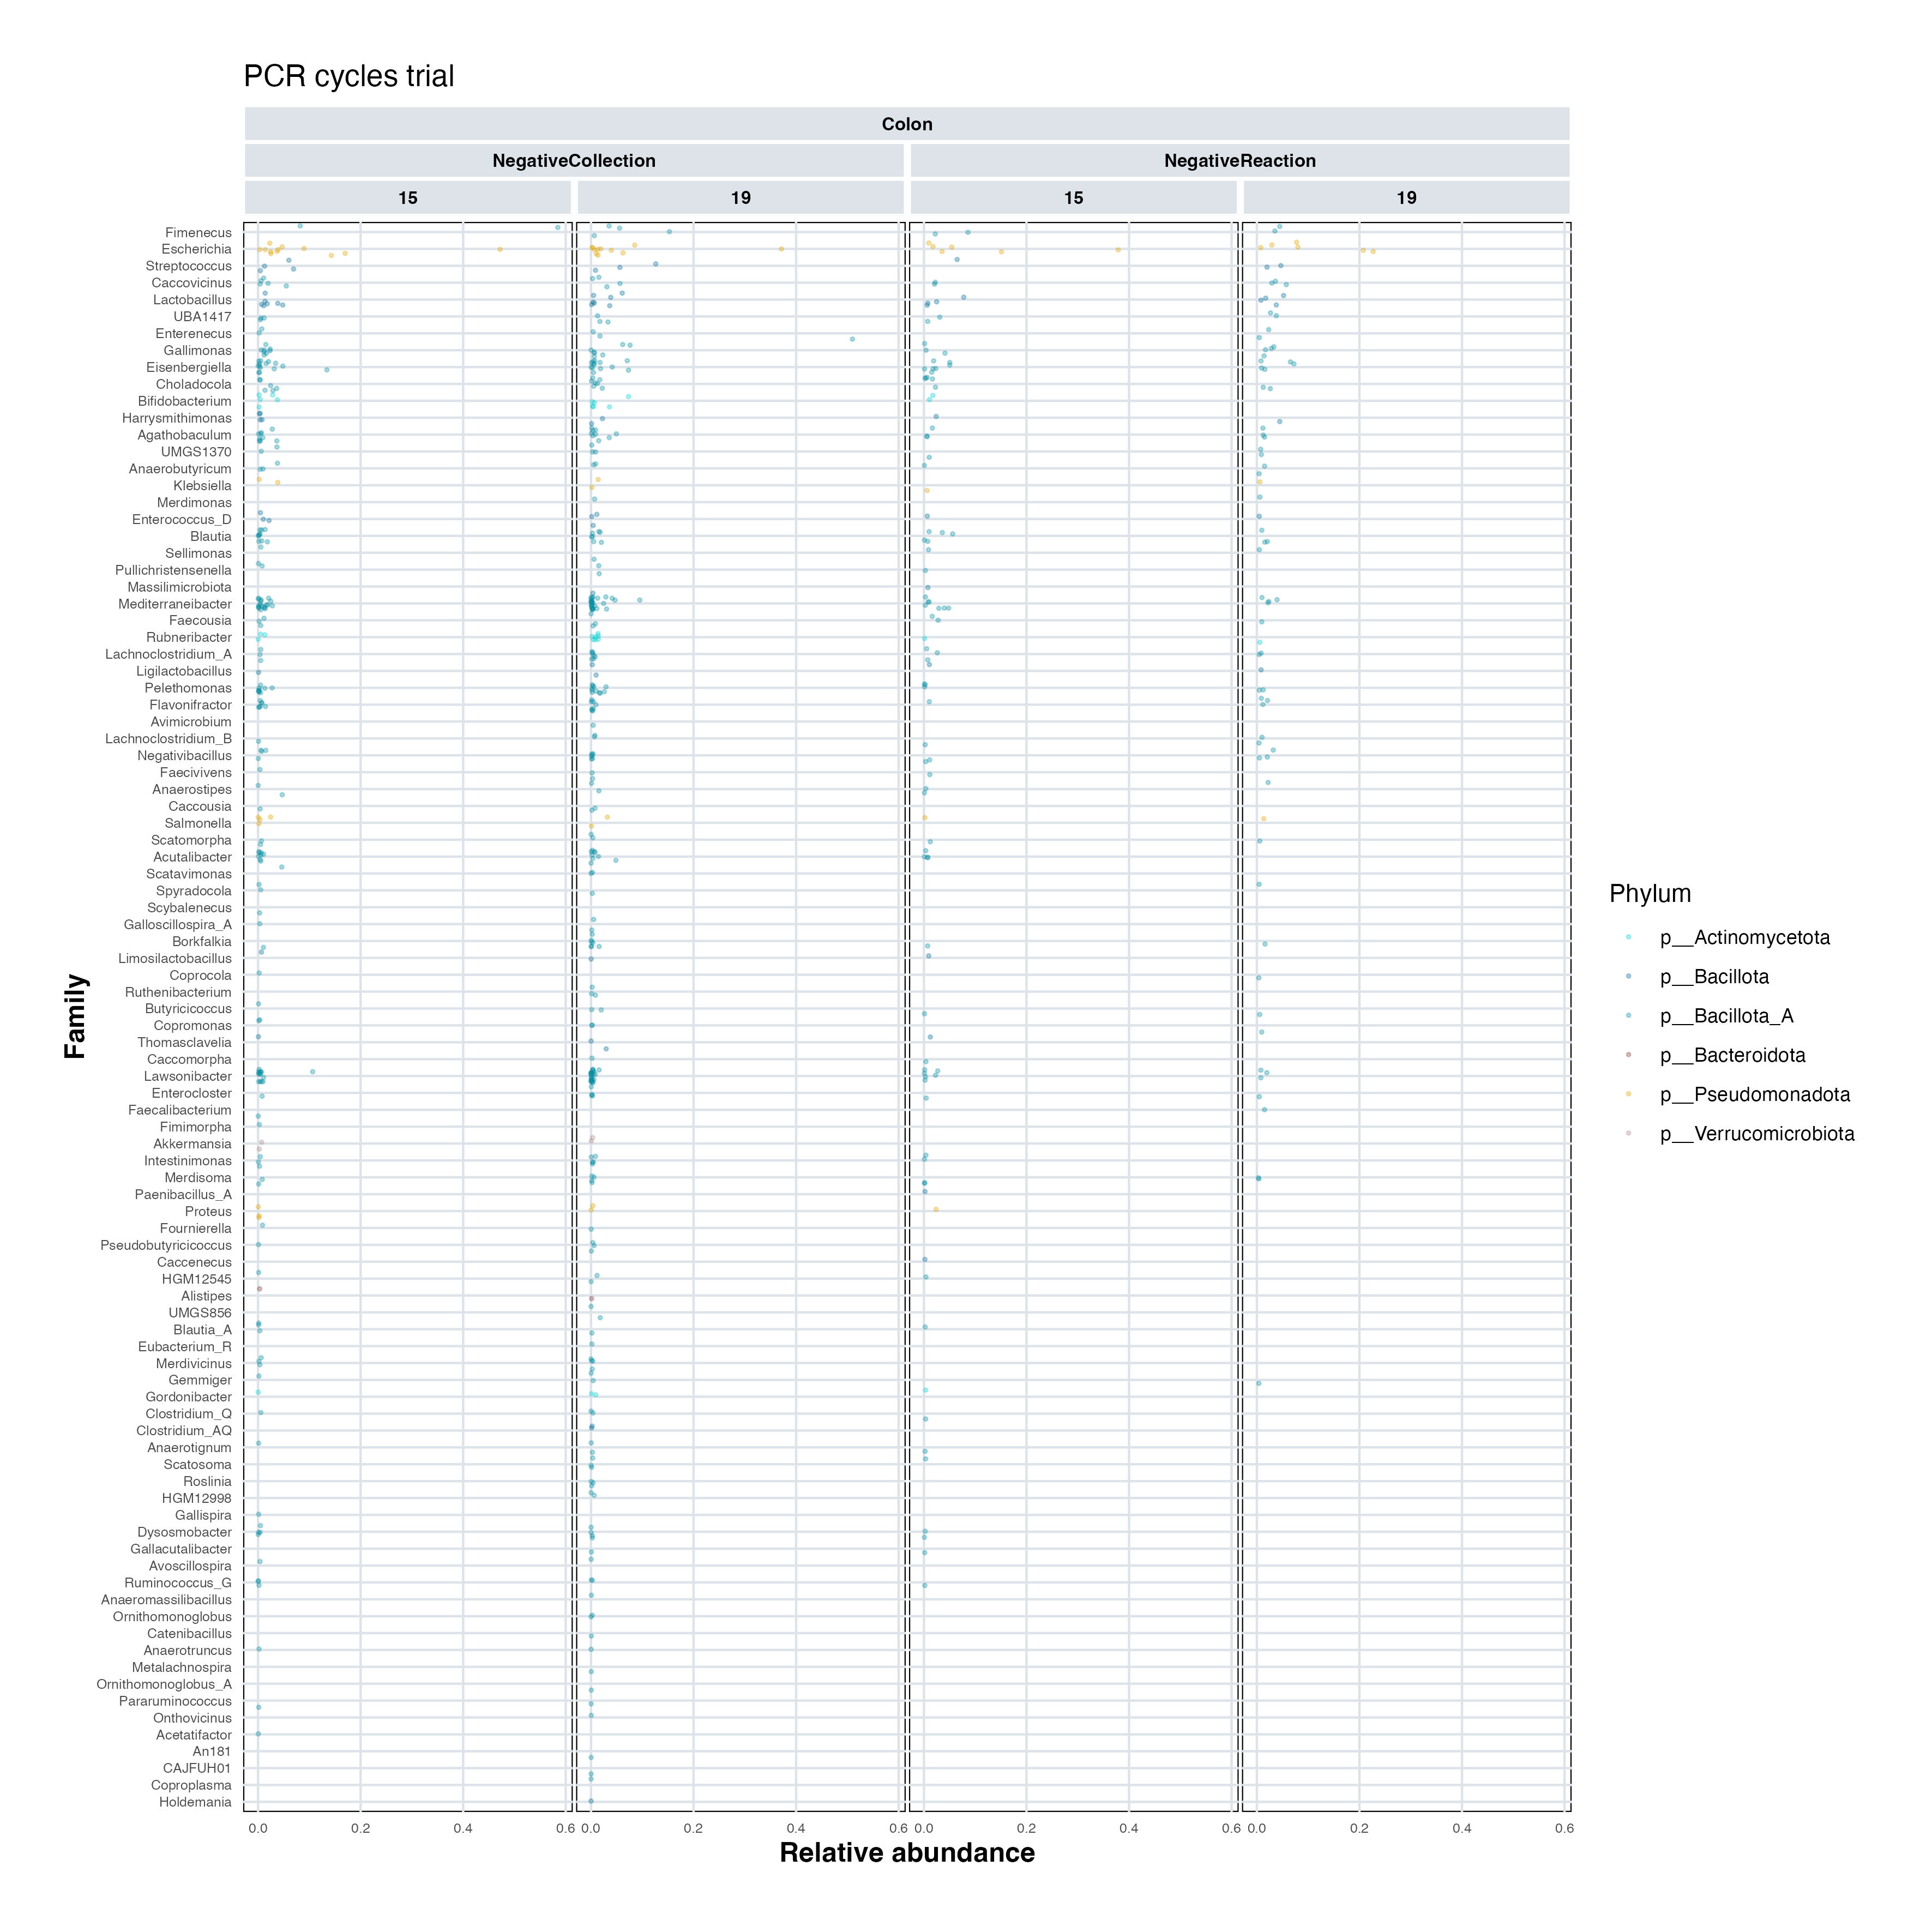 PCR cycles trial
Colon
NegativeCollection NegativeReaction
15 19 15 19
Fimenecus
Escherichia
Streptococcus
Caccovicinus
Lactobacillus
UBA1417
Enterenecus
Gallimonas
Eisenbergiella
Choladocola
Bifidobacterium
Harrysmithimonas
Agathobaculum
UMGS1370
Anaerobutyricum
Klebsiella
Merdimonas
Enterococcus_D
Blautia
Sellimonas
Pullichristensenella
Massilimicrobiota
Mediterraneibacter
Faecousia
Rubneribacter
Lachnoclostridium_A
Ligilactobacillus
Pelethomonas
Flavonifractor
Avimicrobium
Lachnoclostridium_B
Negativibacillus
Faecivivens
Anaerostipes
Caccousia
Salmonella
Scatomorpha
Acutalibacter
Scatavimonas
Spyradocola
Scybalenecus
Galloscillospira_A
Borkfalkia
Limosilactobacillus
Coprocola
Ruthenibacterium
Butyricicoccus
Copromonas
Thomasclavelia
Caccomorpha
Lawsonibacter
Enterocloster
Faecalibacterium
Fimimorpha
Akkermansia
Intestinimonas
Merdisoma
Paenibacillus_A
Proteus
Fournierella
Pseudobutyricicoccus
Caccenecus
HGM12545
Alistipes
UMGS856
Blautia_A
Eubacterium_R
Merdivicinus
Gemmiger
Gordonibacter
Clostridium_Q
Clostridium_AQ
Anaerotignum
Scatosoma
Roslinia
HGM12998
Gallispira
Dysosmobacter
Gallacutalibacter
Avoscillospira
Ruminococcus_G
Anaeromassilibacillus
Ornithomonoglobus
Catenibacillus
Anaerotruncus
Metalachnospira
Ornithomonoglobus_A
Pararuminococcus
Onthovicinus
Acetatifactor
An181
CAJFUH01
Coproplasma
Holdemania
Family
0.0 0.2 0.4 0.6 0.0 0.2 0.4 0.6 0.0 0.2 0.4 0.6 0.0 0.2 0.4 0.6
Relative abundance
Phylum
p__Actinomycetota
p__Bacillota
p__Bacillota_A
p__Bacteroidota
p__Pseudomonadota
p__Verrucomicrobiota